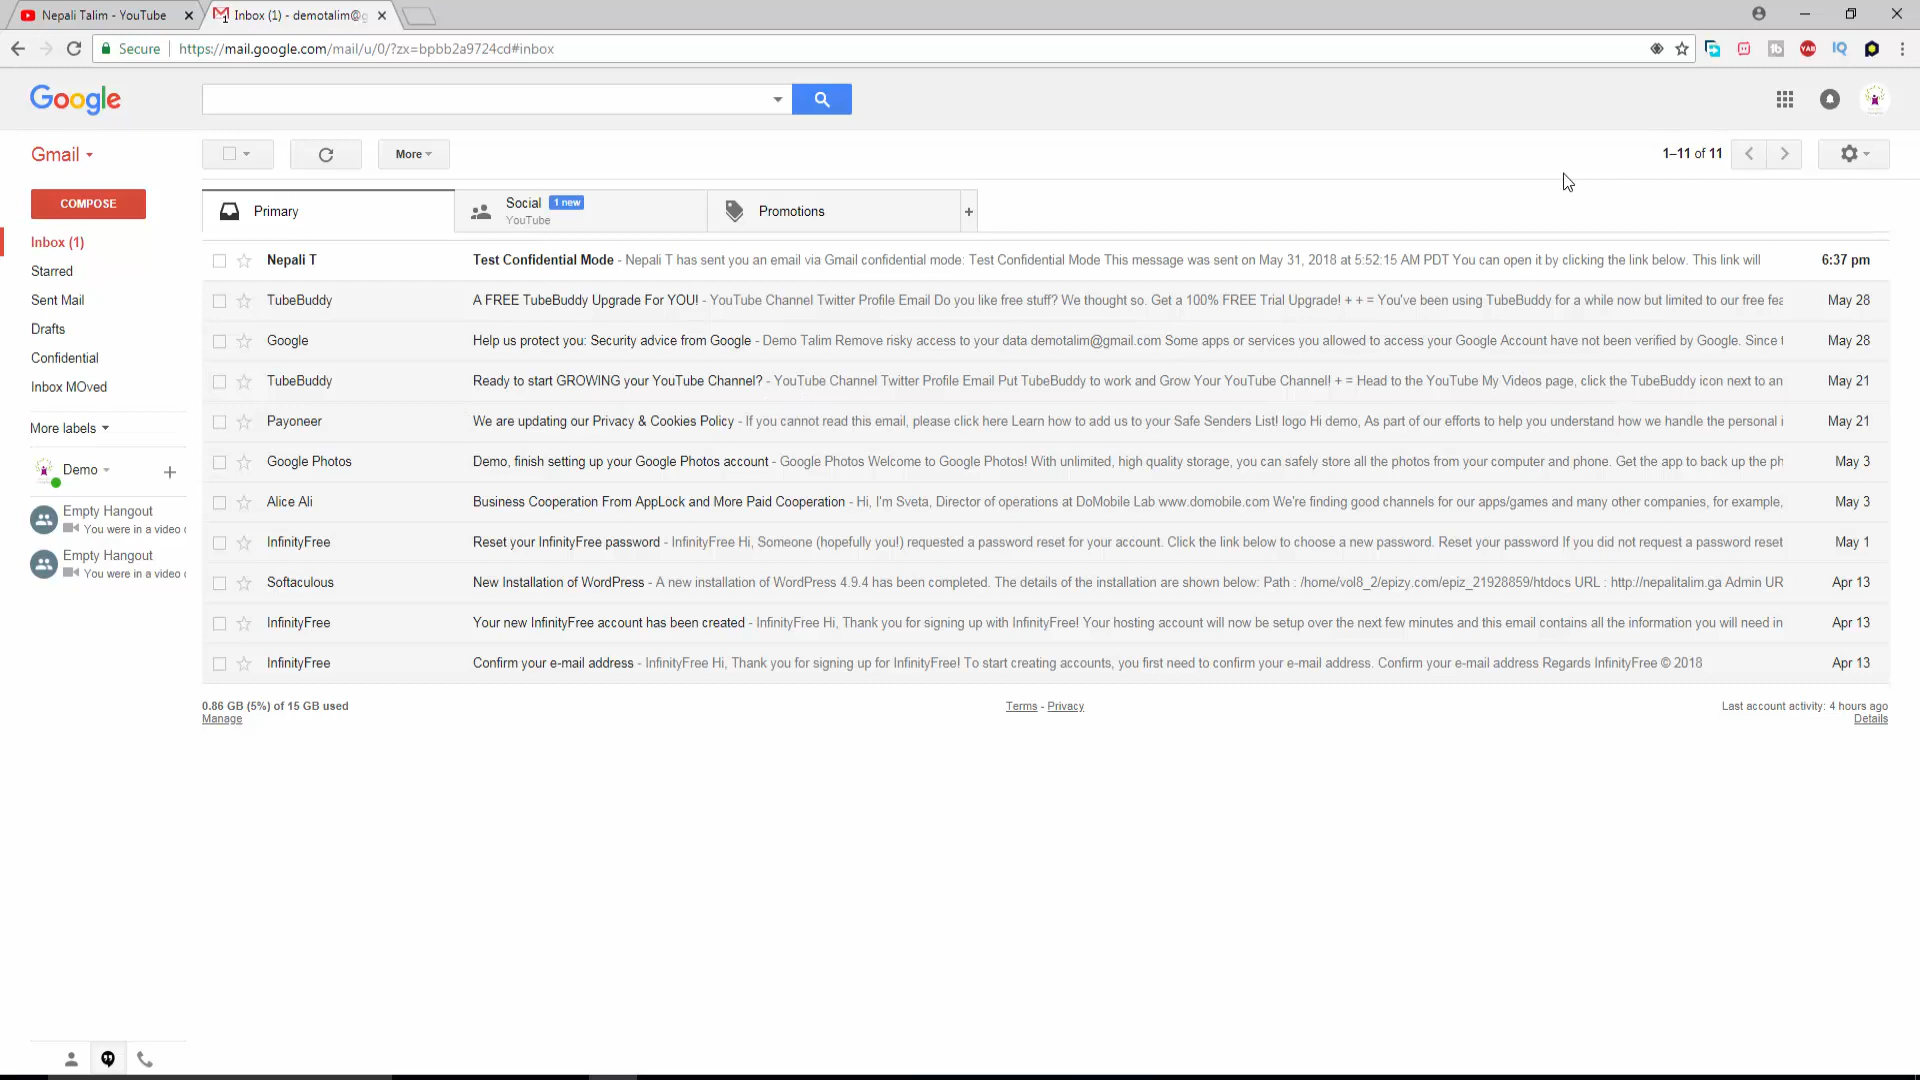 Nepali Talim - YouTube
Inbox (1) - demotalim@g
Secure https://mail.google.com/mail/u/0/?zx=bpbb2a9724cd#inbox
Google
Gmail
More
1–11 of 11
COMPOSE
Primary
Social 1 new
YouTube
Promotions
Inbox (1)
Starred
Sent Mail
Drafts
Confidential
Inbox MOved
More labels
Demo
Empty Hangout
You were in a video c
Empty Hangout
You were in a video c
Nepali T Test Confidential Mode - Nepali T has sent you an email via Gmail confidential mode: Test Confidential Mode This message was sent on May 31, 2018 at 5:52:15 AM PDT You can open it by clicking the link below. This link will 6:37 pm
TubeBuddy A FREE TubeBuddy Upgrade For YOU! - YouTube Channel Twitter Profile Email Do you like free stuff? We thought so. Get a 100% FREE Trial Upgrade! + + = You've been using TubeBuddy for a while now but limited to our free fea May 28
Google Help us protect you: Security advice from Google - Demo Talim Remove risky access to your data demotalim@gmail.com Some apps or services you allowed to access your Google Account have not been verified by Google. Since t May 28
TubeBuddy Ready to start GROWING your YouTube Channel? - YouTube Channel Twitter Profile Email Put TubeBuddy to work and Grow Your YouTube Channel! + = Head to the YouTube My Videos page, click the TubeBuddy icon next to an May 21
Payoneer We are updating our Privacy & Cookies Policy - If you cannot read this email, please click here Learn how to add us to your Safe Senders List! logo Hi demo, As part of our efforts to help you understand how we handle the personal i May 21
Google Photos Demo, finish setting up your Google Photos account - Google Photos Welcome to Google Photos! With unlimited, high quality storage, you can safely store all the photos from your computer and phone. Get the app to back up the ph May 3
Alice Ali Business Cooperation From AppLock and More Paid Cooperation - Hi, I'm Sveta, Director of operations at DoMobile Lab www.domobile.com We're finding good channels for our apps/games and many other companies, for example, May 3
InfinityFree Reset your InfinityFree password - InfinityFree Hi, Someone (hopefully you!) requested a password reset for your account. Click the link below to choose a new password. Reset your password If you did not request a password reset May 1
Softaculous New Installation of WordPress - A new installation of WordPress 4.9.4 has been completed. The details of the installation are shown below: Path : /home/vol8_2/epizy.com/epiz_21928859/htdocs URL : http://nepalitalim.ga Admin UR Apr 13
InfinityFree Your new InfinityFree account has been created - InfinityFree Hi, Thank you for signing up with InfinityFree! Your hosting account will now be setup over the next few minutes and this email contains all the information you will need in Apr 13
InfinityFree Confirm your e-mail address - InfinityFree Hi, Thank you for signing up for InfinityFree! To start creating accounts, you first need to confirm your e-mail address. Confirm your e-mail address Regards InfinityFree © 2018 Apr 13
0.86 GB (5%) of 15 GB used
Manage
Terms - Privacy
Last account activity: 4 hours ago
Details